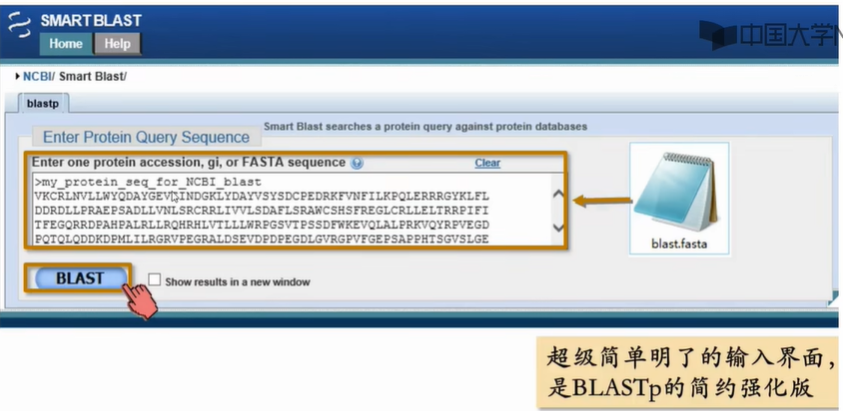 SMART BLAST
Home Help
中国大学M
NCBI/ Smart Blast/
blastp
Smart Blast searches a protein query against protein databases
Enter Protein Query Sequence
Enter one protein accession, gi, or FASTA sequence
Clear
>my_protein_seq_for_NCBI_blast
VKCRLNVLLWYQDAYGEVLINDGKLYDAYVSYSDCPEDRKFVNFILKPQLERRRGYKLFL
DDRDLLPRAEPSADLLVNLSRCRRLIVVLSDAFLSRAWCSHSFREGLCRLLELTRRPIFI
TFEGQRRDPAHPALRLLRQHRHLVTLLLWRPGSVTPSSDFWKEVQLALPRKVQYRPVEGD
PQTQLQDDKDPMLILRGRVPEGRALDSEVDPDPEGDLGVRGPVFGEPSAPPHTSGVSLGE
blast.fasta
BLAST
Show results in a new window
超级简单明了的输入界面，
是BLASTp的简约强化版